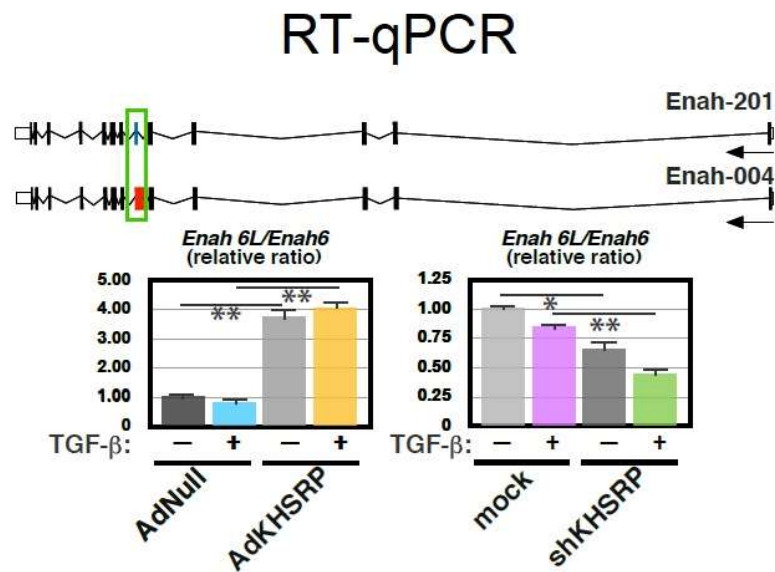 RT-qPCR
Enah-201
Enah-004
Enah 6L/Enah6
(relative ratio)
5.00
4.00
3.00
2.00
1.00
0
**
**
TGF-β: − + − +
AdNull
AdKHSRP
Enah 6L/Enah6
(relative ratio)
1.25
1.00
0.75
0.50
0.25
0
*
**
TGF-β: − + − +
mock
shKHSRP